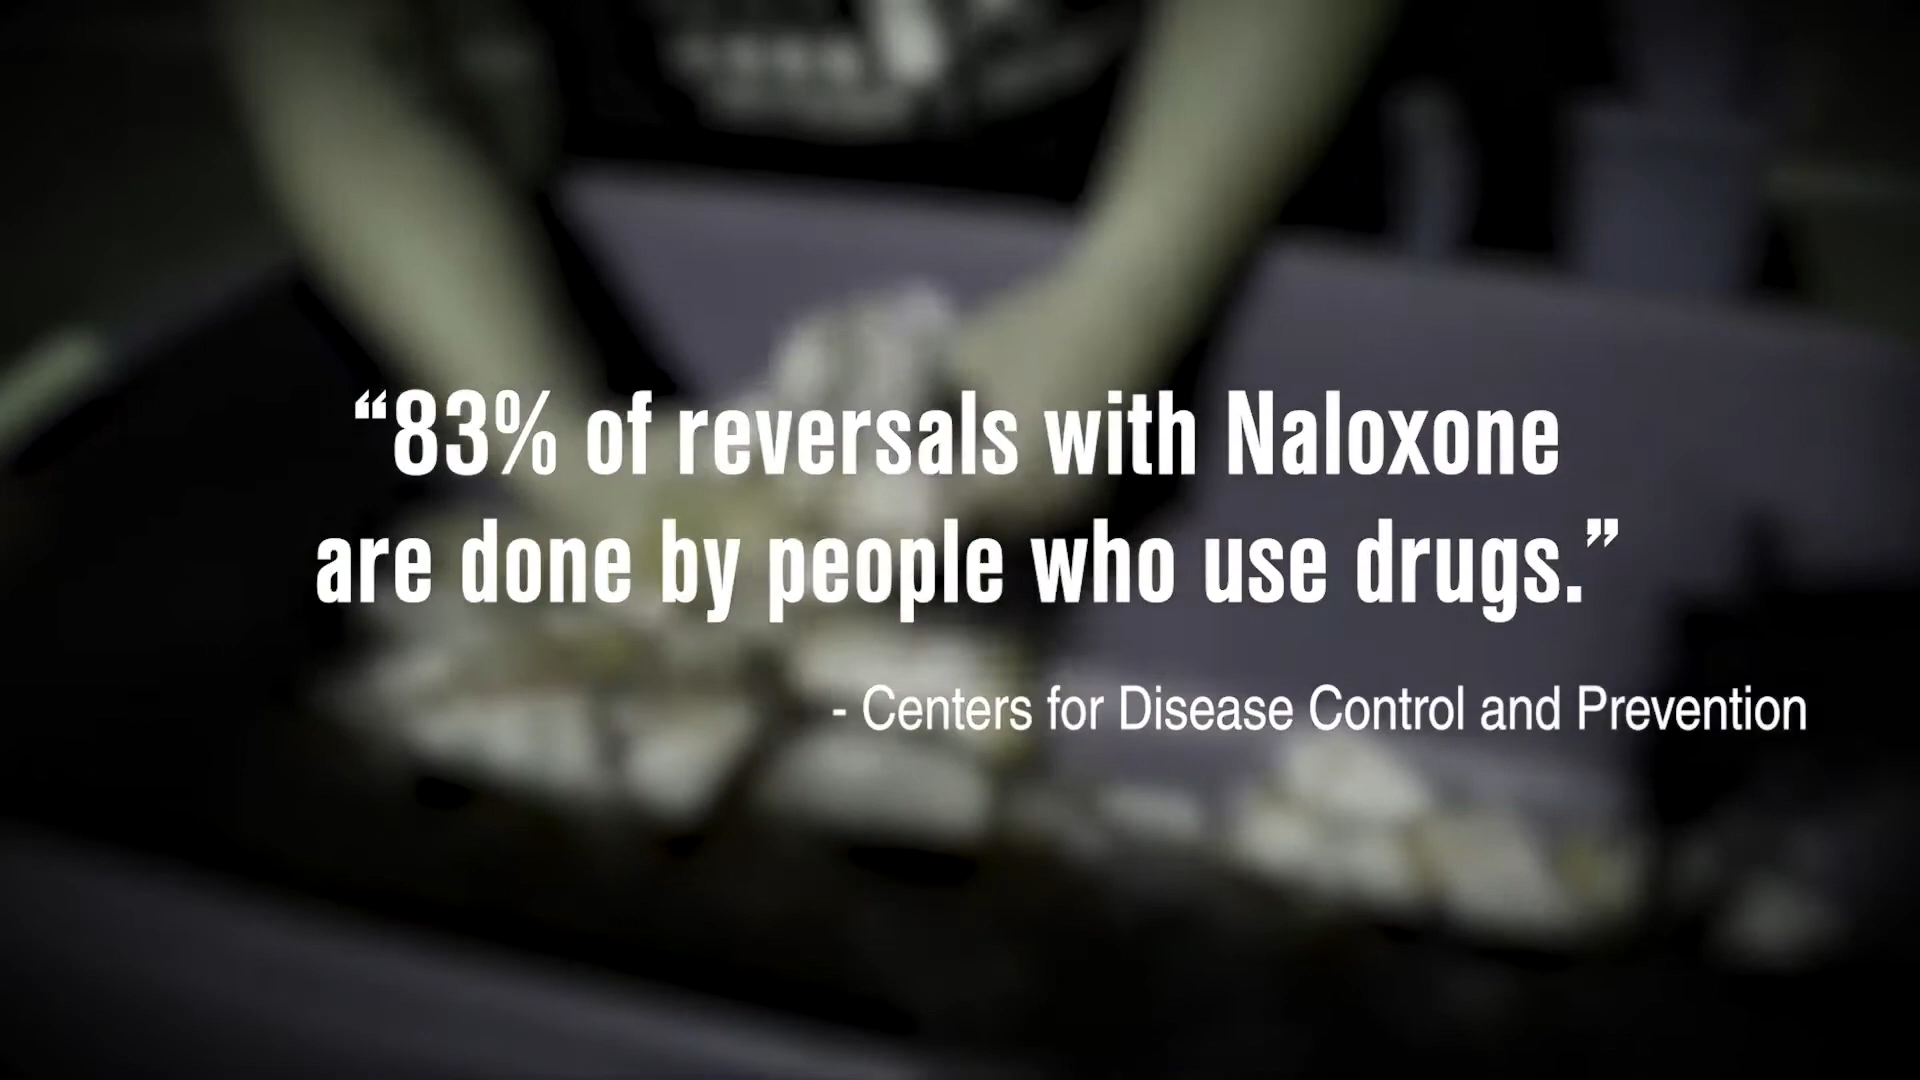 “83% of reversals with Naloxone
are done by people who use drugs.”
- Centers for Disease Control and Prevention